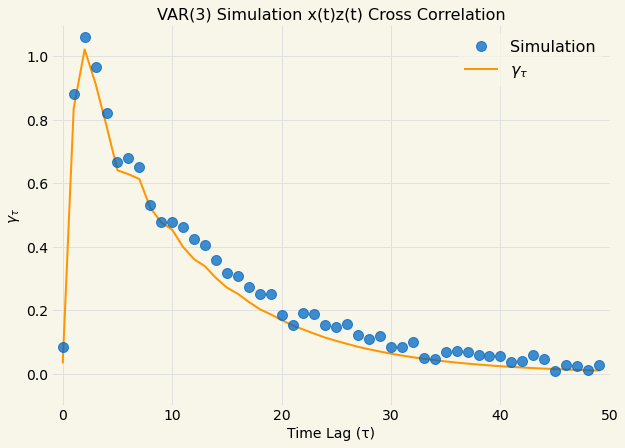 VAR(3) Simulation x(t)z(t) Cross Correlation
Simulation
γτ
γτ
1.0
0.8
0.6
0.4
0.2
0.0
0 10 20 30 40 50
Time Lag (τ)